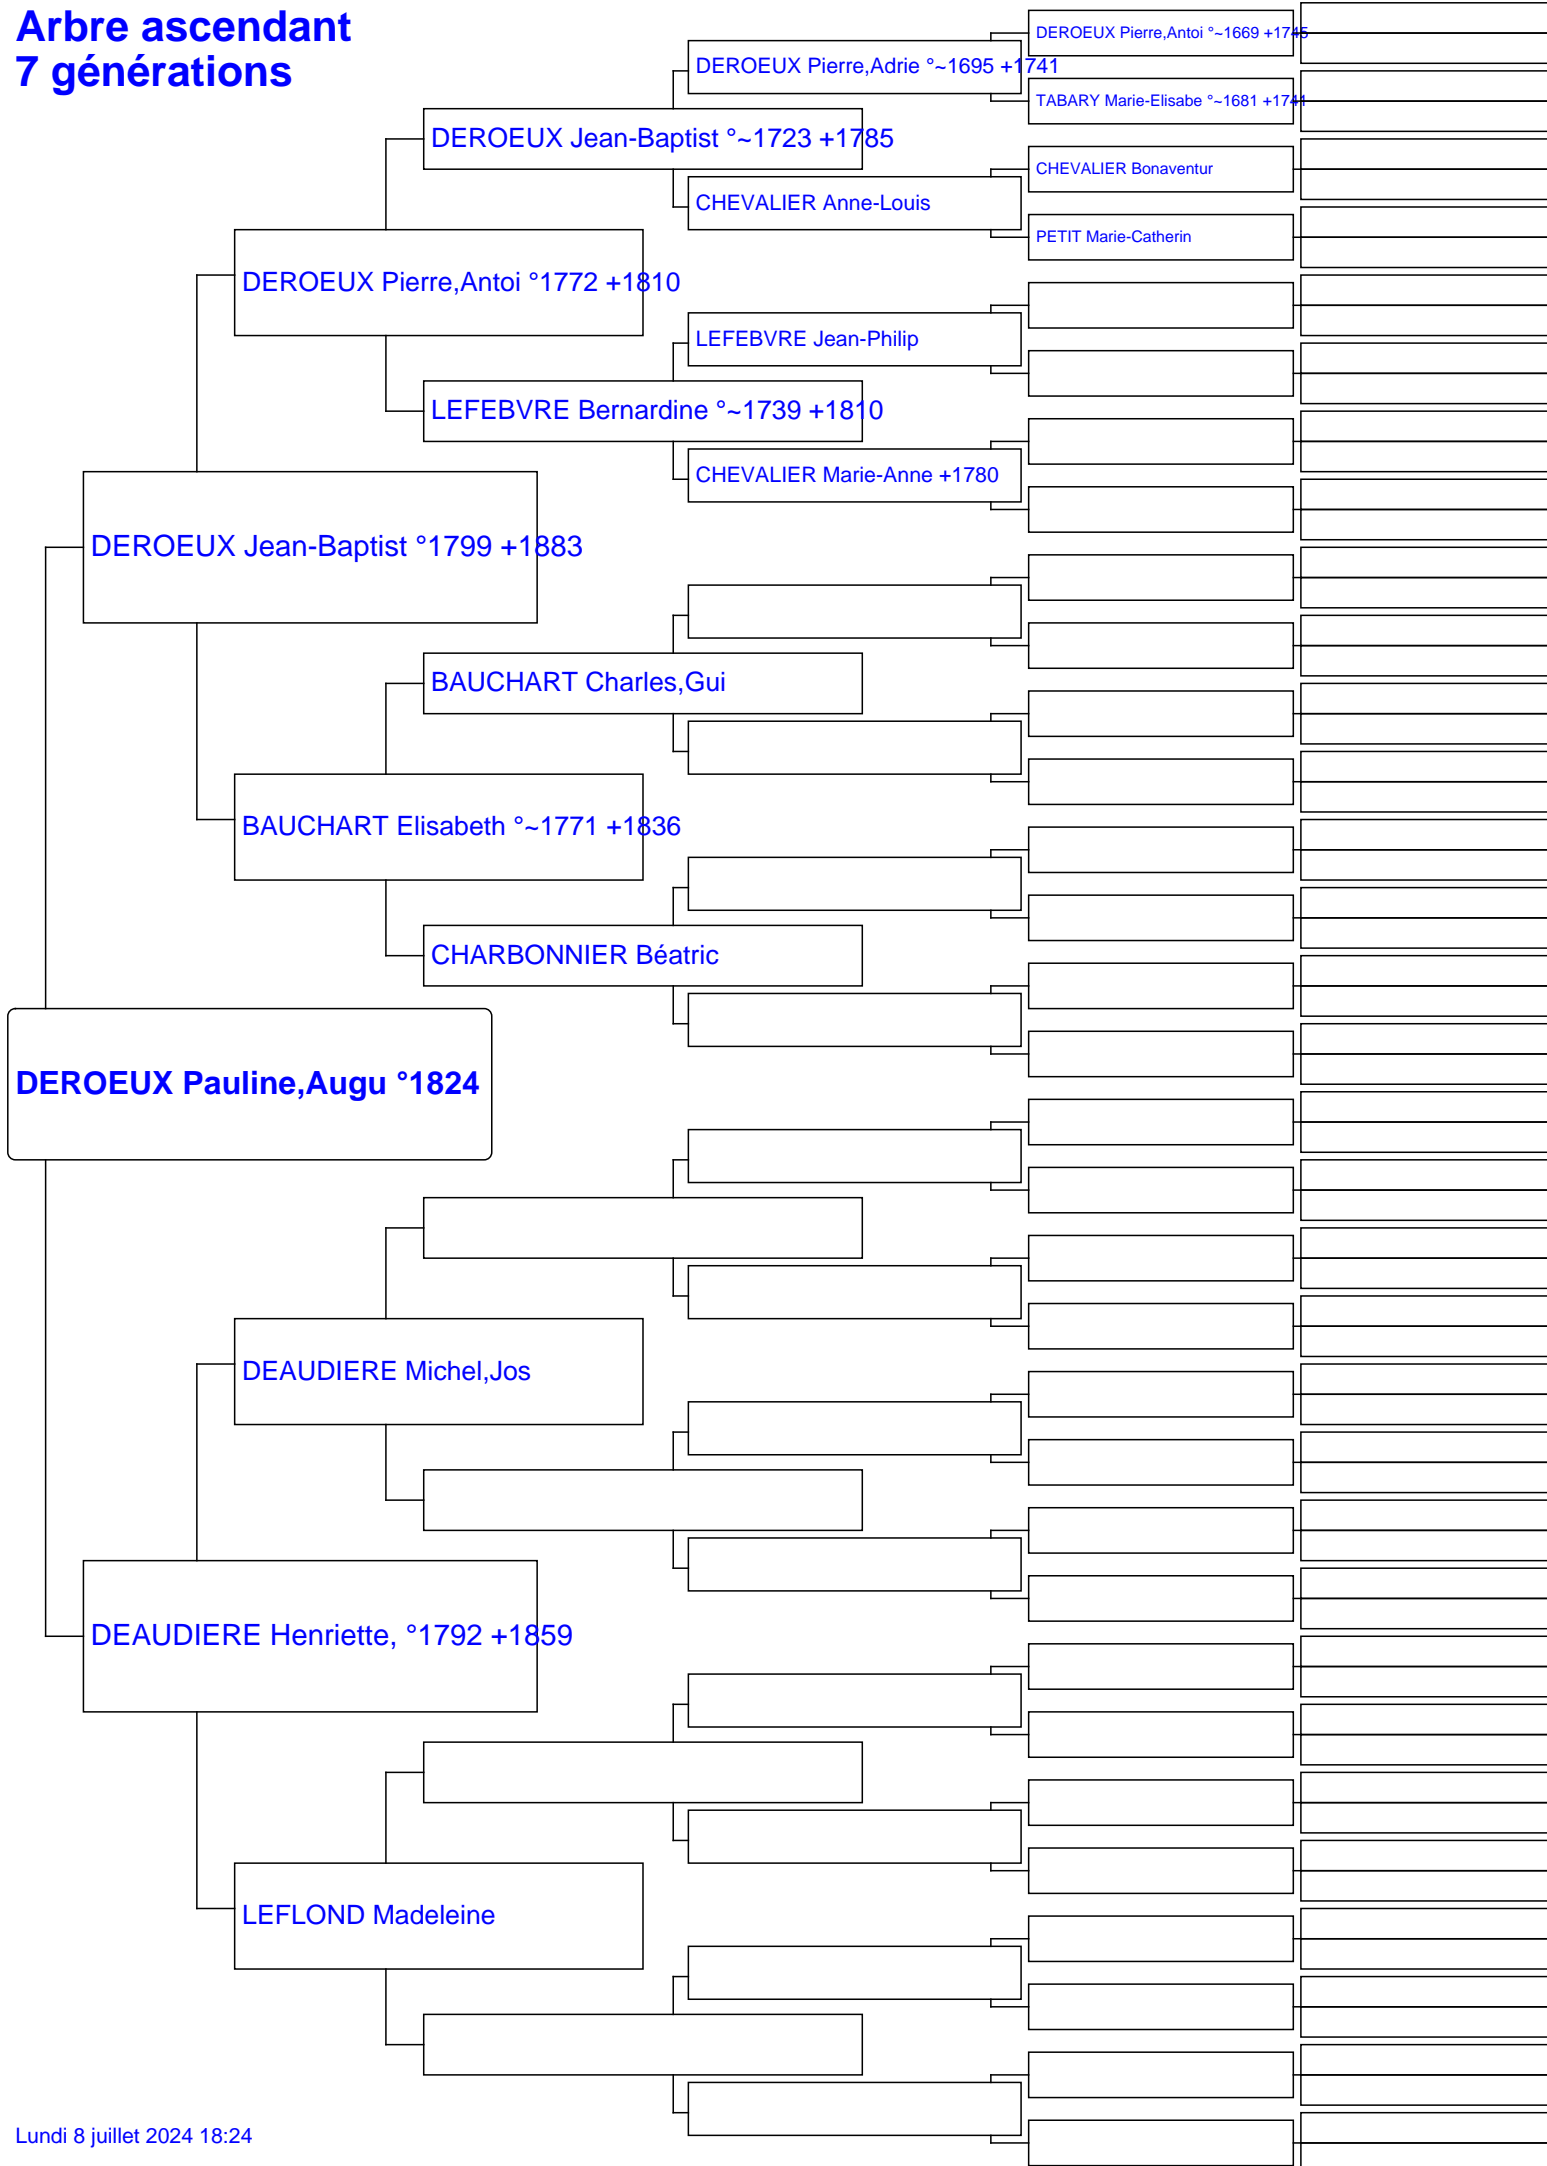 Arbre ascendant
7 générations
DEROEUX Pierre,Antoi °~1669 +1745
DEROEUX Pierre,Adrie °~1695 +1741
TABARY Marie-Elisabe °~1681 +1741
DEROEUX Jean-Baptist °~1723 +1785
CHEVALIER Bonaventur
CHEVALIER Anne-Louis
PETIT Marie-Catherin
DEROEUX Pierre,Antoi °1772 +1810
LEFEBVRE Jean-Philip
LEFEBVRE Bernardine °~1739 +1810
CHEVALIER Marie-Anne +1780
DEROEUX Jean-Baptist °1799 +1883
BAUCHART Charles,Gui
BAUCHART Elisabeth °~1771 +1836
CHARBONNIER Béatric
DEROEUX Pauline,Augu °1824
DEAUDIERE Michel,Jos
DEAUDIERE Henriette, °1792 +1859
LEFLOND Madeleine
Lundi 8 juillet 2024 18:24